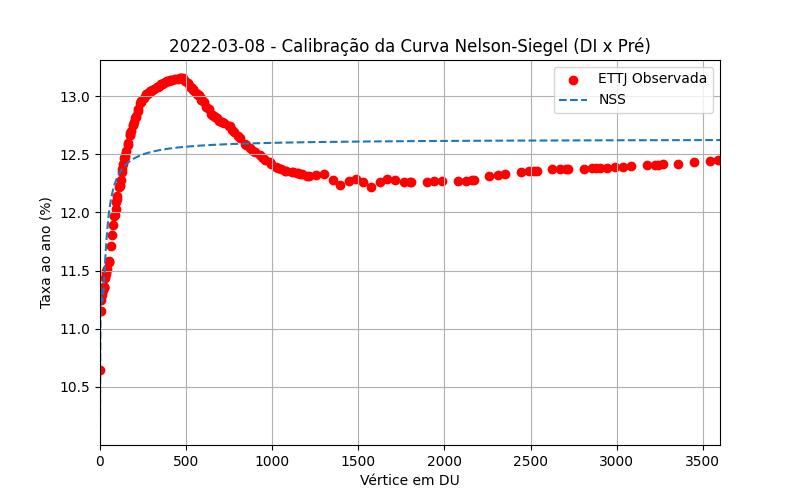 2022-03-08 - Calibração da Curva Nelson-Siegel (DI x Pré)
ETTJ Observada
NSS
Taxa ao ano (%)
13.0
12.5
12.0
11.5
11.0
10.5
0 500 1000 1500 2000 2500 3000 3500
Vértice em DU